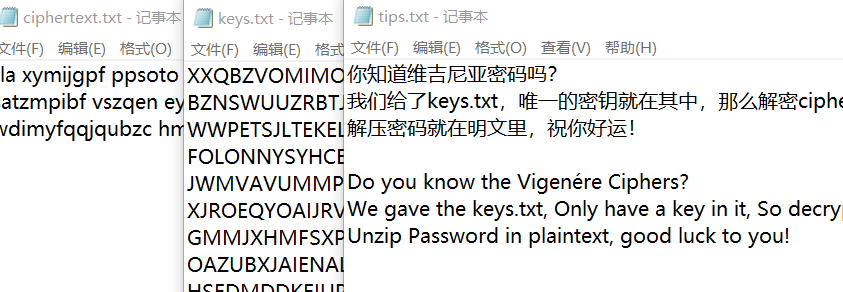 ciphertext.txt - 记事本
文件(F) 编辑(E) 格式(O)
la xymijgpf ppsoto
satzmpibf vszqen ey
wdimyfqqjqubzc hm
keys.txt - 记事本
文件(F) 编辑(E) 格式
XXQBZVOMIMO
BZNSWUUZRBTJ
WWPETSJLTEKEL
FOLONNYSYHCE
JWMVAVUMMP
XJROEQYOAIJRV
GMMJXHMFSXP
OAZUBXJAIENAL
HSEDMDDKEIUP
tips.txt - 记事本
文件(F) 编辑(E) 格式(O) 查看(V) 帮助(H)
你知道维吉尼亚密码吗？
我们给了keys.txt，唯一的密钥就在其中，那么解密ciphe
解压密码就在明文里，祝你好运！
Do you know the Vigenére Ciphers?
We gave the keys.txt, Only have a key in it, So decry
Unzip Password in plaintext, good luck to you!